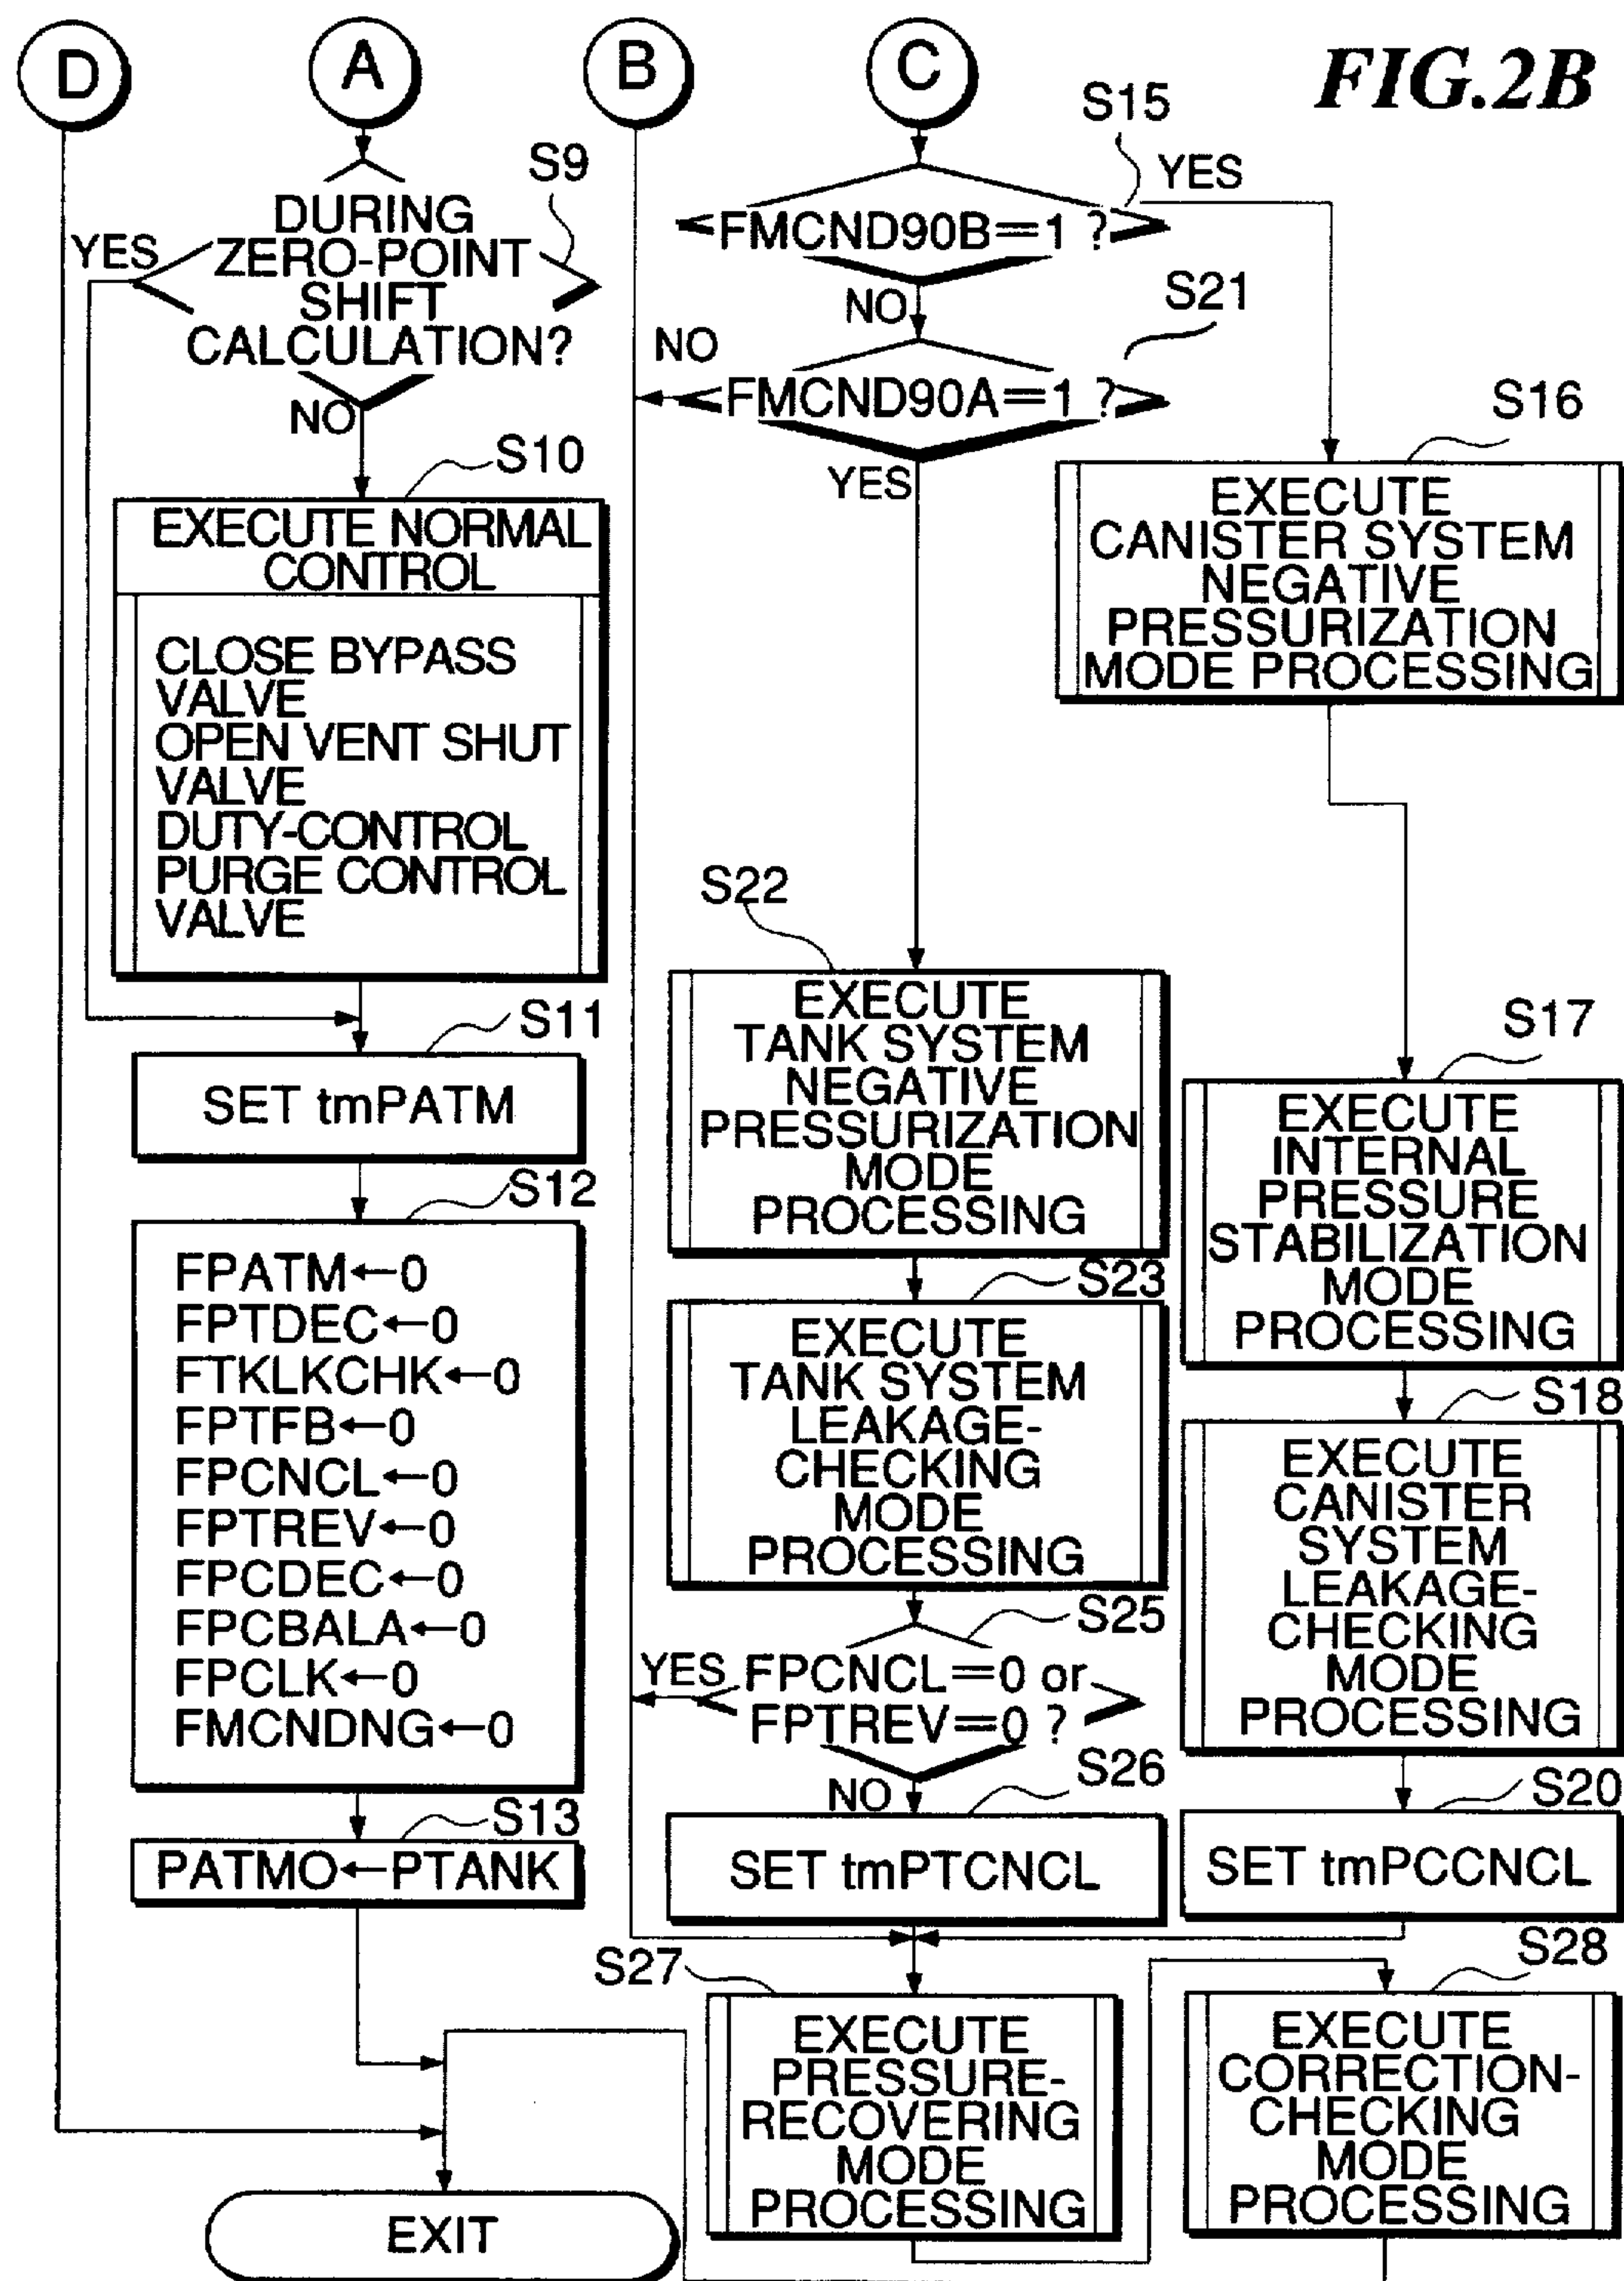 D
A
B
C
FIG.2B
S9
DURING
ZERO-POINT
SHIFT
CALCULATION?
YES
NO
S10
EXECUTE NORMAL
CONTROL
CLOSE BYPASS
VALVE
OPEN VENT SHUT
VALVE
DUTY-CONTROL
PURGE CONTROL
VALVE
S11
SET tmPATM
S12
FPATM←0
FPTDEC←0
FTKLKCHK←0
FPTFB←0
FPCNCL←0
FPTREV←0
FPCDEC←0
FPCBALA←0
FPCLK←0
FMCNDNG←0
S13
PATMO←PTANK
EXIT
S15
YES
FMCND90B=1 ?
NO
S21
NO
FMCND90A=1 ?
YES
S22
EXECUTE
TANK SYSTEM
NEGATIVE
PRESSURIZATION
MODE
PROCESSING
S23
EXECUTE
TANK SYSTEM
LEAKAGE-
CHECKING
MODE
PROCESSING
S25
YES
FPCNCL=0 or
FPTREV=0 ?
NO
S26
SET tmPTCNCL
S27
EXECUTE
PRESSURE-
RECOVERING
MODE
PROCESSING
S16
EXECUTE
CANISTER SYSTEM
NEGATIVE
PRESSURIZATION
MODE PROCESSING
S17
EXECUTE
INTERNAL
PRESSURE
STABILIZATION
MODE
PROCESSING
S18
EXECUTE
CANISTER
SYSTEM
LEAKAGE-
CHECKING
MODE
PROCESSING
S20
SET tmPCCNCL
S28
EXECUTE
CORRECTION-
CHECKING
MODE
PROCESSING